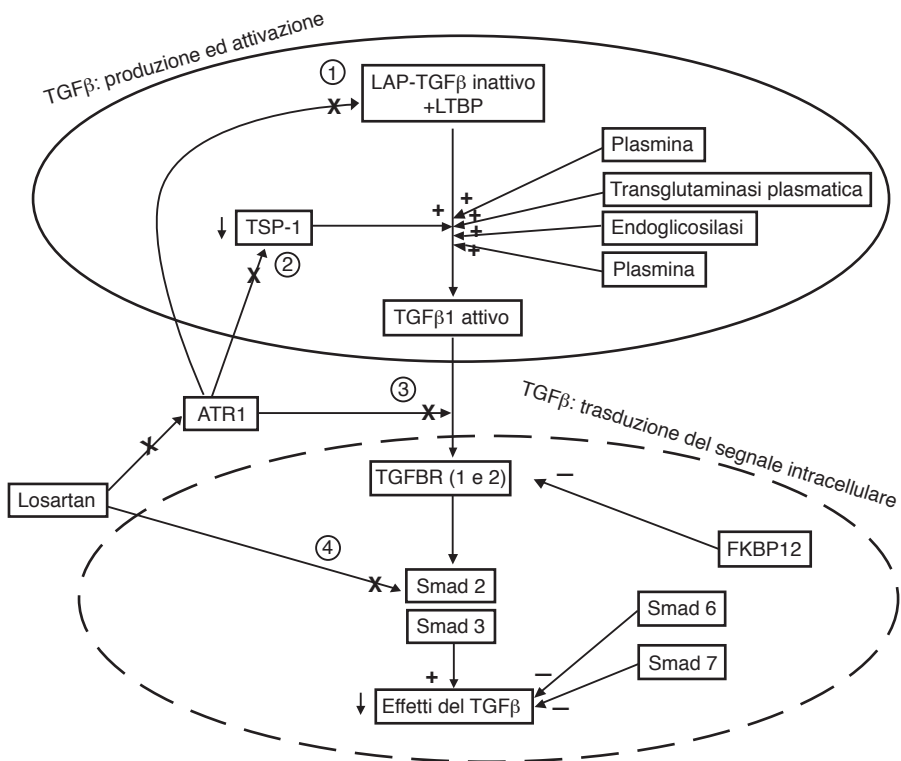 TGFβ: produzione ed attivazione
1
LAP-TGFβ inattivo
+LTBP
X
Plasmina
Transglutaminasi plasmatica
Endoglicosilasi
Plasmina
+
+
+
+
+
↓ TSP-1
X
2
TGFβ1 attivo
3
TGFβ: trasduzione del segnale intracellulare
ATR1
X
X
TGFBR (1 e 2)
–
Losartan
FKBP12
4
X
Smad 2
Smad 3
Smad 6
Smad 7
+
–
↓ Effetti del TGFβ
–